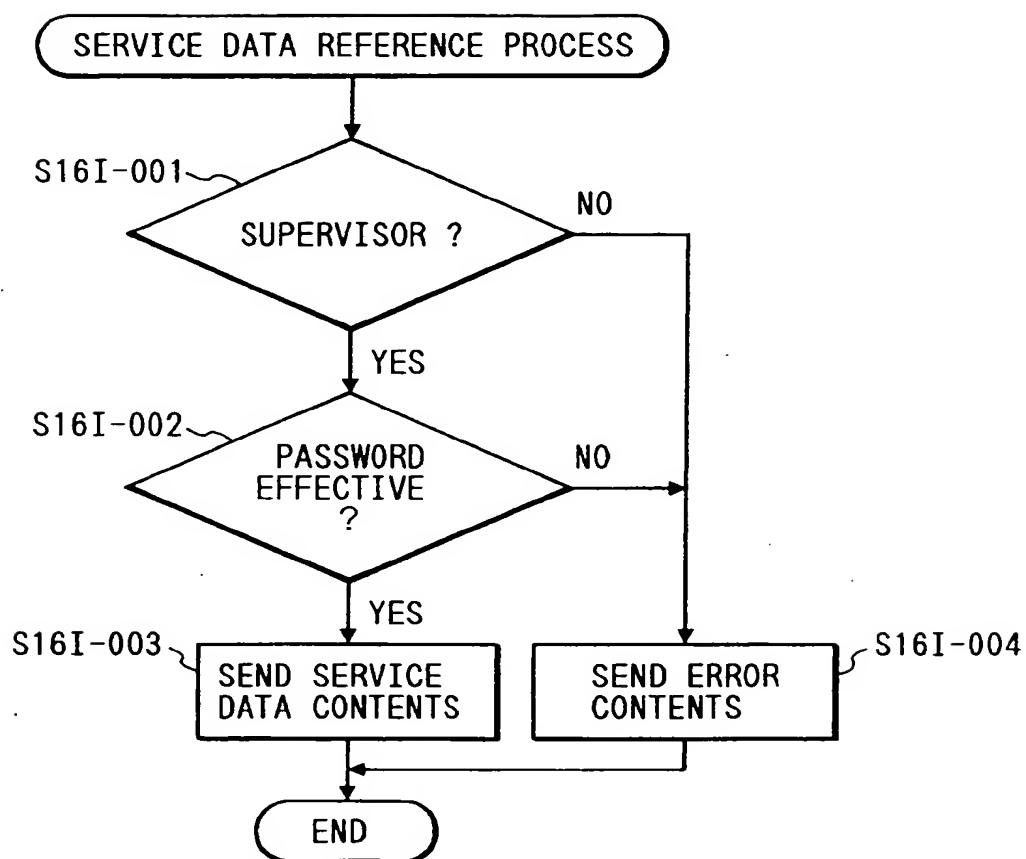 SERVICE DATA REFERENCE PROCESS
S16I-001
SUPERVISOR ?
NO
YES
S16I-002
PASSWORD
EFFECTIVE
?
NO
YES
S16I-003
SEND SERVICE
DATA CONTENTS
SEND ERROR
CONTENTS
S16I-004
END